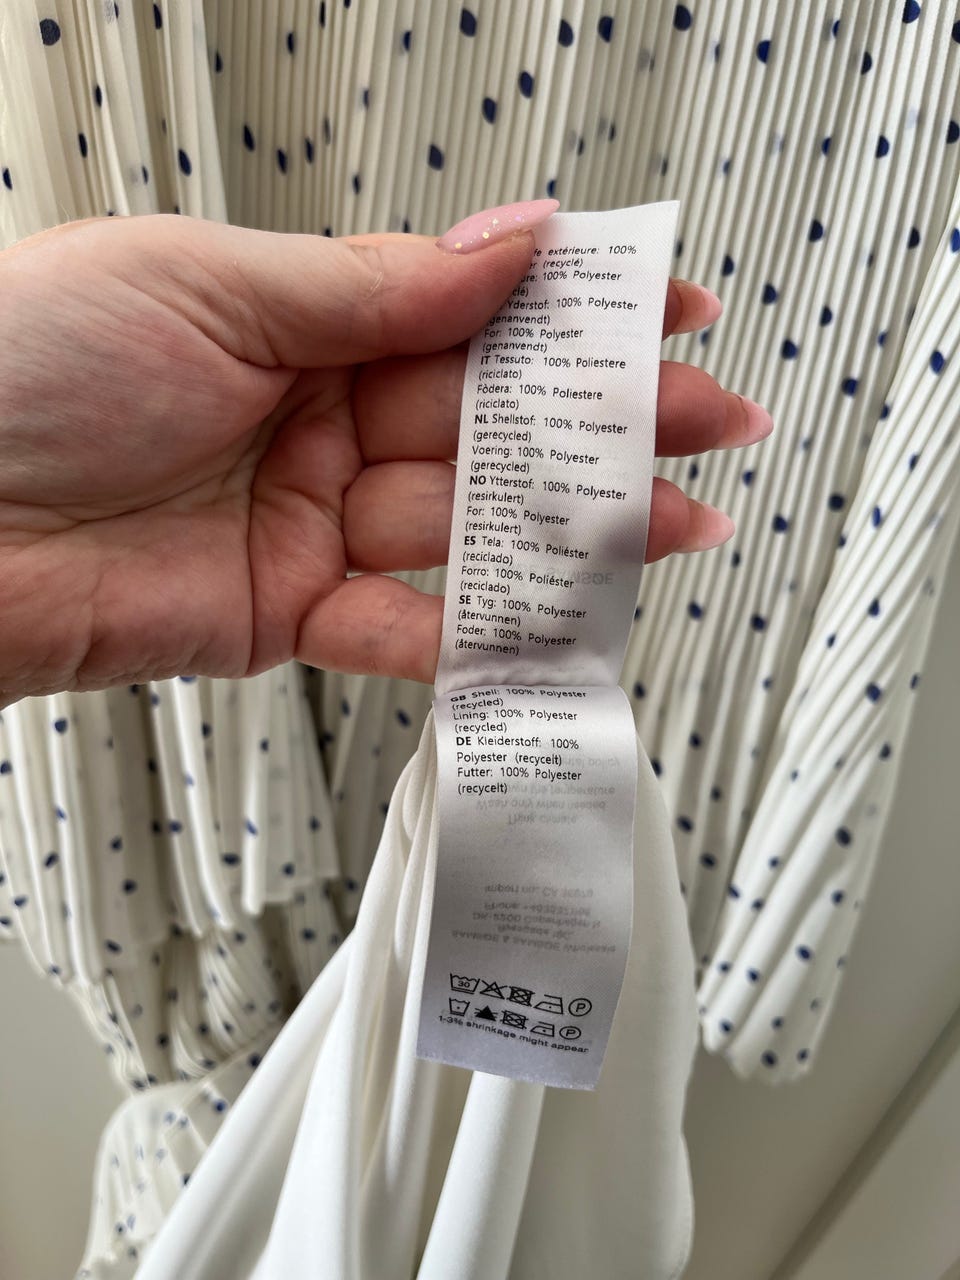 extérieure: 100%
(recyclé)
100% Polyester
Yderstof: 100% Polyester
(genanvendt)
For: 100% Polyester
(genanvendt)
IT Tessuto: 100% Poliestere
(riciclato)
Fòdera: 100% Poliestere
(riciclato)
NL Shellstof: 100% Polyester
(gerecycled)
Voering: 100% Polyester
(gerecycled)
NO Ytterstof: 100% Polyester
(resirkulert)
For: 100% Polyester
(resirkulert)
ES Tela: 100% Poliéster
(reciclado)
Forro: 100% Poliéster
(reciclado)
SE Tyg: 100% Polyester
(återvunnen)
Foder: 100% Polyester
(återvunnen)
GB Shell: 100% Polyester
(recycled)
Lining: 100% Polyester
(recycled)
DE Kleiderstoff: 100%
Polyester (recycelt)
Futter: 100% Polyester
(recycelt)
30 P
P
1-3% shrinkage might appear